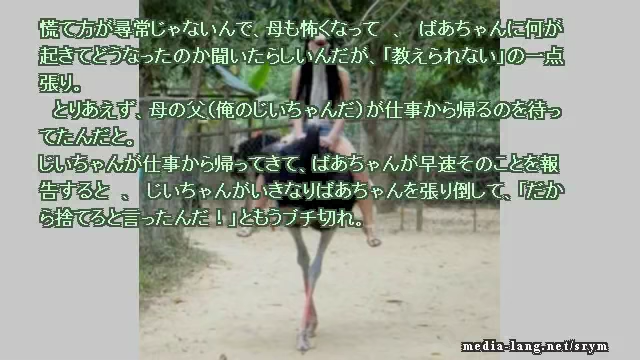 慌て方が尋常じゃないんで、母も怖くなって　、　ばあちゃんに何が
起きてどうなったのか聞いたらしいんだが、「教えられない」の一点
張り。
　とりあえず、母の父（俺のじいちゃんだ）が仕事から帰るのを待っ
てたんだと。
じいちゃんが仕事から帰ってきて、ばあちゃんが早速そのことを報
告すると　、　じいちゃんがいきなりばあちゃんを張り倒して、「だか
ら捨てろと言ったんだ！」ともうブチ切れ。
media-lang.net/srym